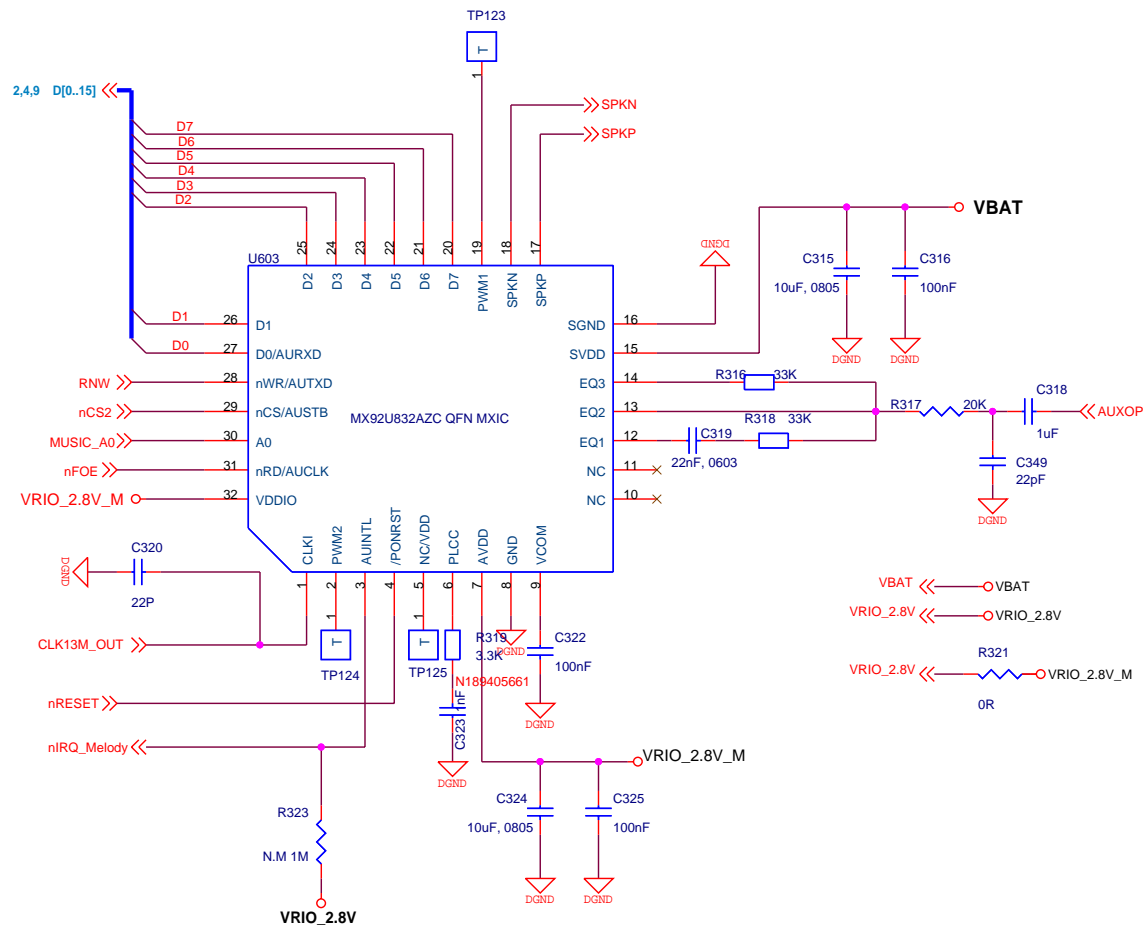 TP123
T
1
2,4,9 D[0..15]
SPKN
SPKP
D7
D6
D5
D4
D3
D2
VBAT
25
24
23
22
21
20
19
18
17
U603
D2
D3
D4
D5
D6
D7
PWM1
SPKN
SPKP
DGND
C315
10uF, 0805
C316
100nF
DGND
DGND
D1
26
D1
D0
27
D0/AURXD
RNW
28
nWR/AUTXD
nCS2
29
nCS/AUSTB
MUSIC_A0
30
A0
nFOE
31
nRD/AUCLK
VRIO_2.8V_M
32
VDDIO
MX92U832AZC QFN MXIC
SGND
16
SVDD
15
EQ3
14
EQ2
13
EQ1
12
NC
11
NC
10
R316
33K
R317
20K
C318
1uF
AUXOP
C319
22nF, 0603
R318
33K
C349
22pF
DGND
CLKI
PWM2
AUINTL
/PONRST
NC/VDD
PLCC
AVDD
GND
VCOM
1
2
3
4
5
6
7
8
9
DGND
C320
22P
CLK13M_OUT
1
T
TP124
1
T
TP125
R319
3.3K
N189405661
1nF
C323
DGND
DGND
C322
100nF
DGND
nRESET
nIRQ_Melody
VRIO_2.8V_M
C324
10uF, 0805
C325
100nF
DGND
DGND
R323
N.M 1M
VRIO_2.8V
VBAT
VBAT
VRIO_2.8V
VRIO_2.8V
VRIO_2.8V
R321
0R
VRIO_2.8V_M